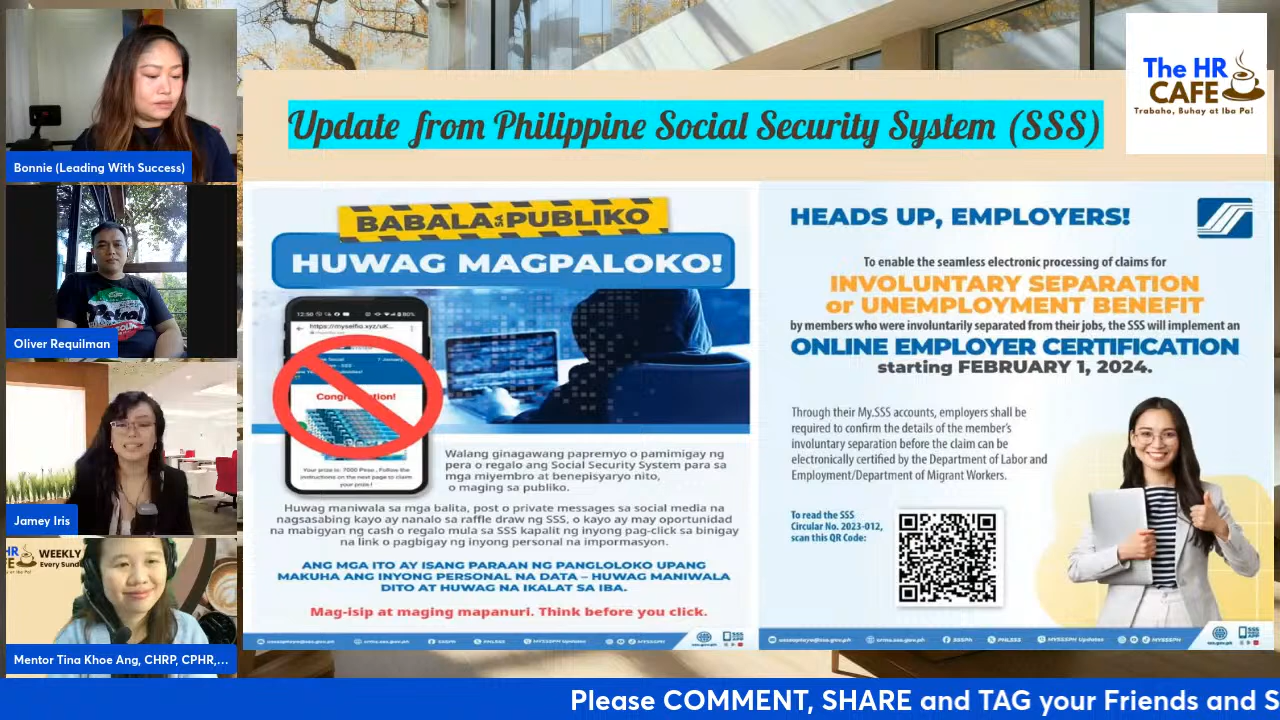 Bonnie (Leading With Success)
Oliver Requilman
Jamey Iris
WEEKLY
Mentor Tina Khoe Ang, CHRP, CPHR,...
The HR
CAFE
Trabaho, Buhay at Iba Pa!
Update from Philippine Social Security System (SSS)
BABALA SA PUBLIKO
HUWAG MAGPALOKO!
Walang ginagawang papremyo o pamimigay ng
pera o regalo ang Social Security System para sa
mga miyembro at benepisyaryo nito,
o maging sa publiko.
Huwag maniwala sa mga balita, post o private messages sa social media na
nagsasabing kayo ay nanalo sa raffle draw ng SSS, o kayo ay may oportunidad
na mabigyan ng cash o regalo mula sa SSS kapalit ng inyong pag-click sa binigay
na link o pagbigay ng inyong personal na impormasyon.
ANG MGA ITO AY ISANG PARAAN NG PANGLOLOKO UPANG
MAKUHA ANG INYONG PERSONAL NA DATA – HUWAG MANIWALA
DITO AT HUWAG NA IKALAT SA IBA.
Mag-isip at maging mapanuri. Think before you click.
HEADS UP, EMPLOYERS!
To enable the seamless electronic processing of claims for
INVOLUNTARY SEPARATION
or UNEMPLOYMENT BENEFIT
by members who were involuntarily separated from their jobs, the SSS will implement an
ONLINE EMPLOYER CERTIFICATION
starting FEBRUARY 1, 2024.
Through their My.SSS accounts, employers shall be
required to confirm the details of the member's
involuntary separation before the claim can be
electronically certified by the Department of Labor and
Employment/Department of Migrant Workers.
To read the SSS
Circular No. 2023-012,
scan this QR Code:
Please COMMENT, SHARE and TAG your Friends and S